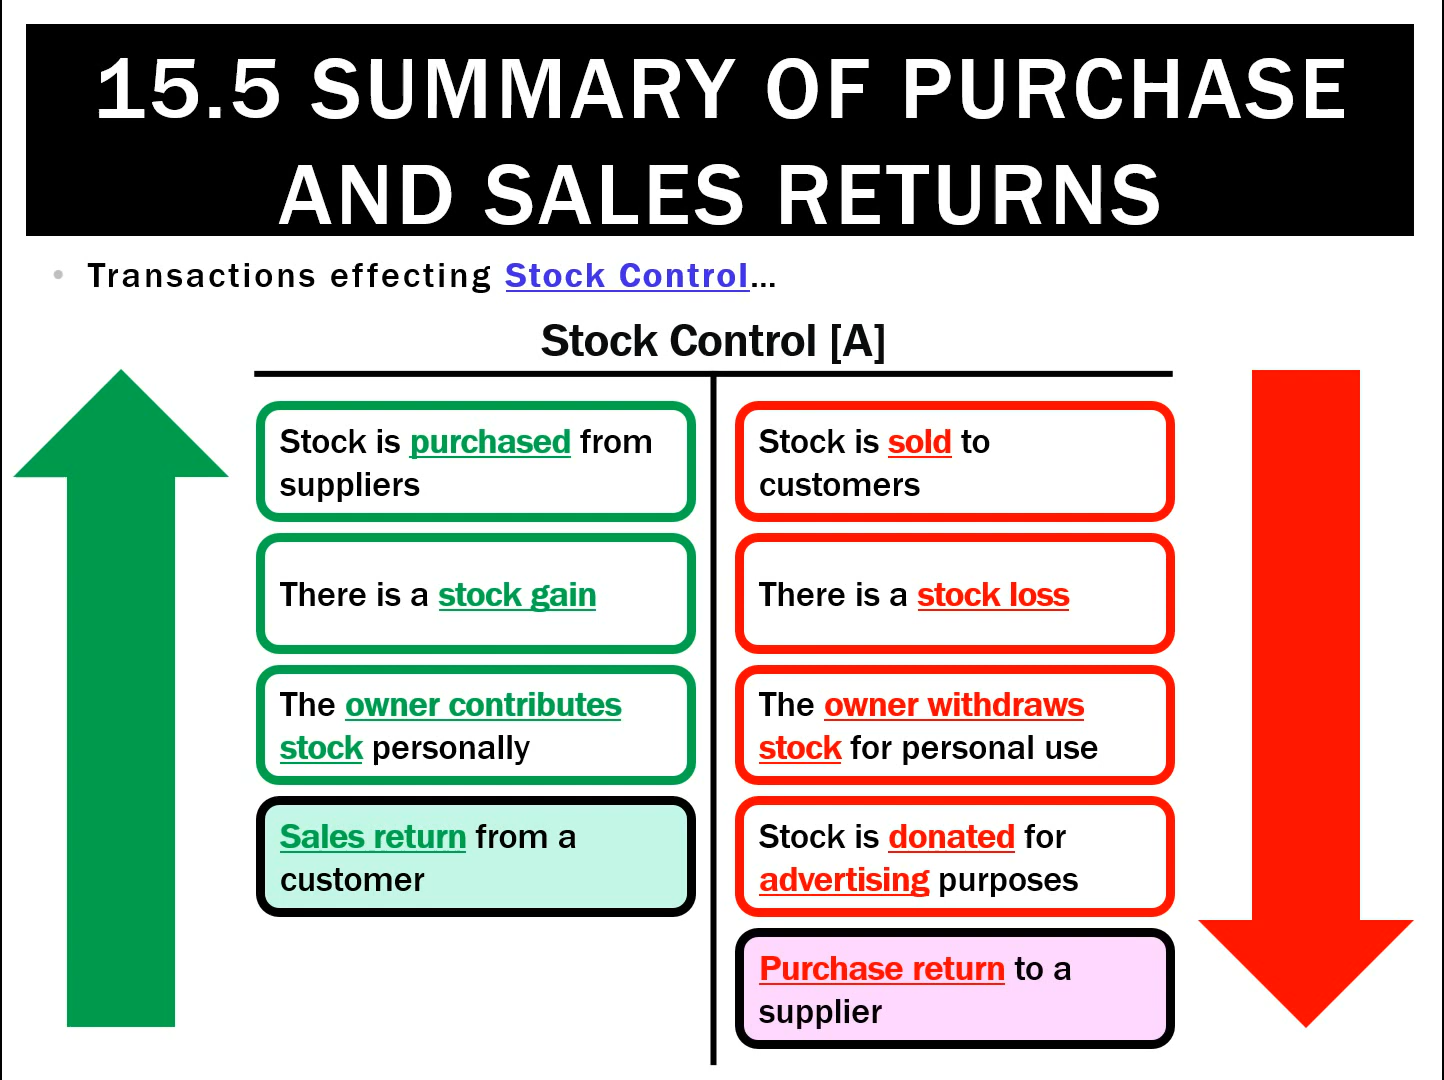 15.5 SUMMARY OF PURCHASE
AND SALES RETURNS
• Transactions effecting Stock Control...
Stock Control [A]
Stock is purchased from
suppliers
There is a stock gain
The owner contributes
stock personally
Sales return from a
customer
Stock is sold to
customers
There is a stock loss
The owner withdraws
stock for personal use
Stock is donated for
advertising purposes
Purchase return to a
supplier